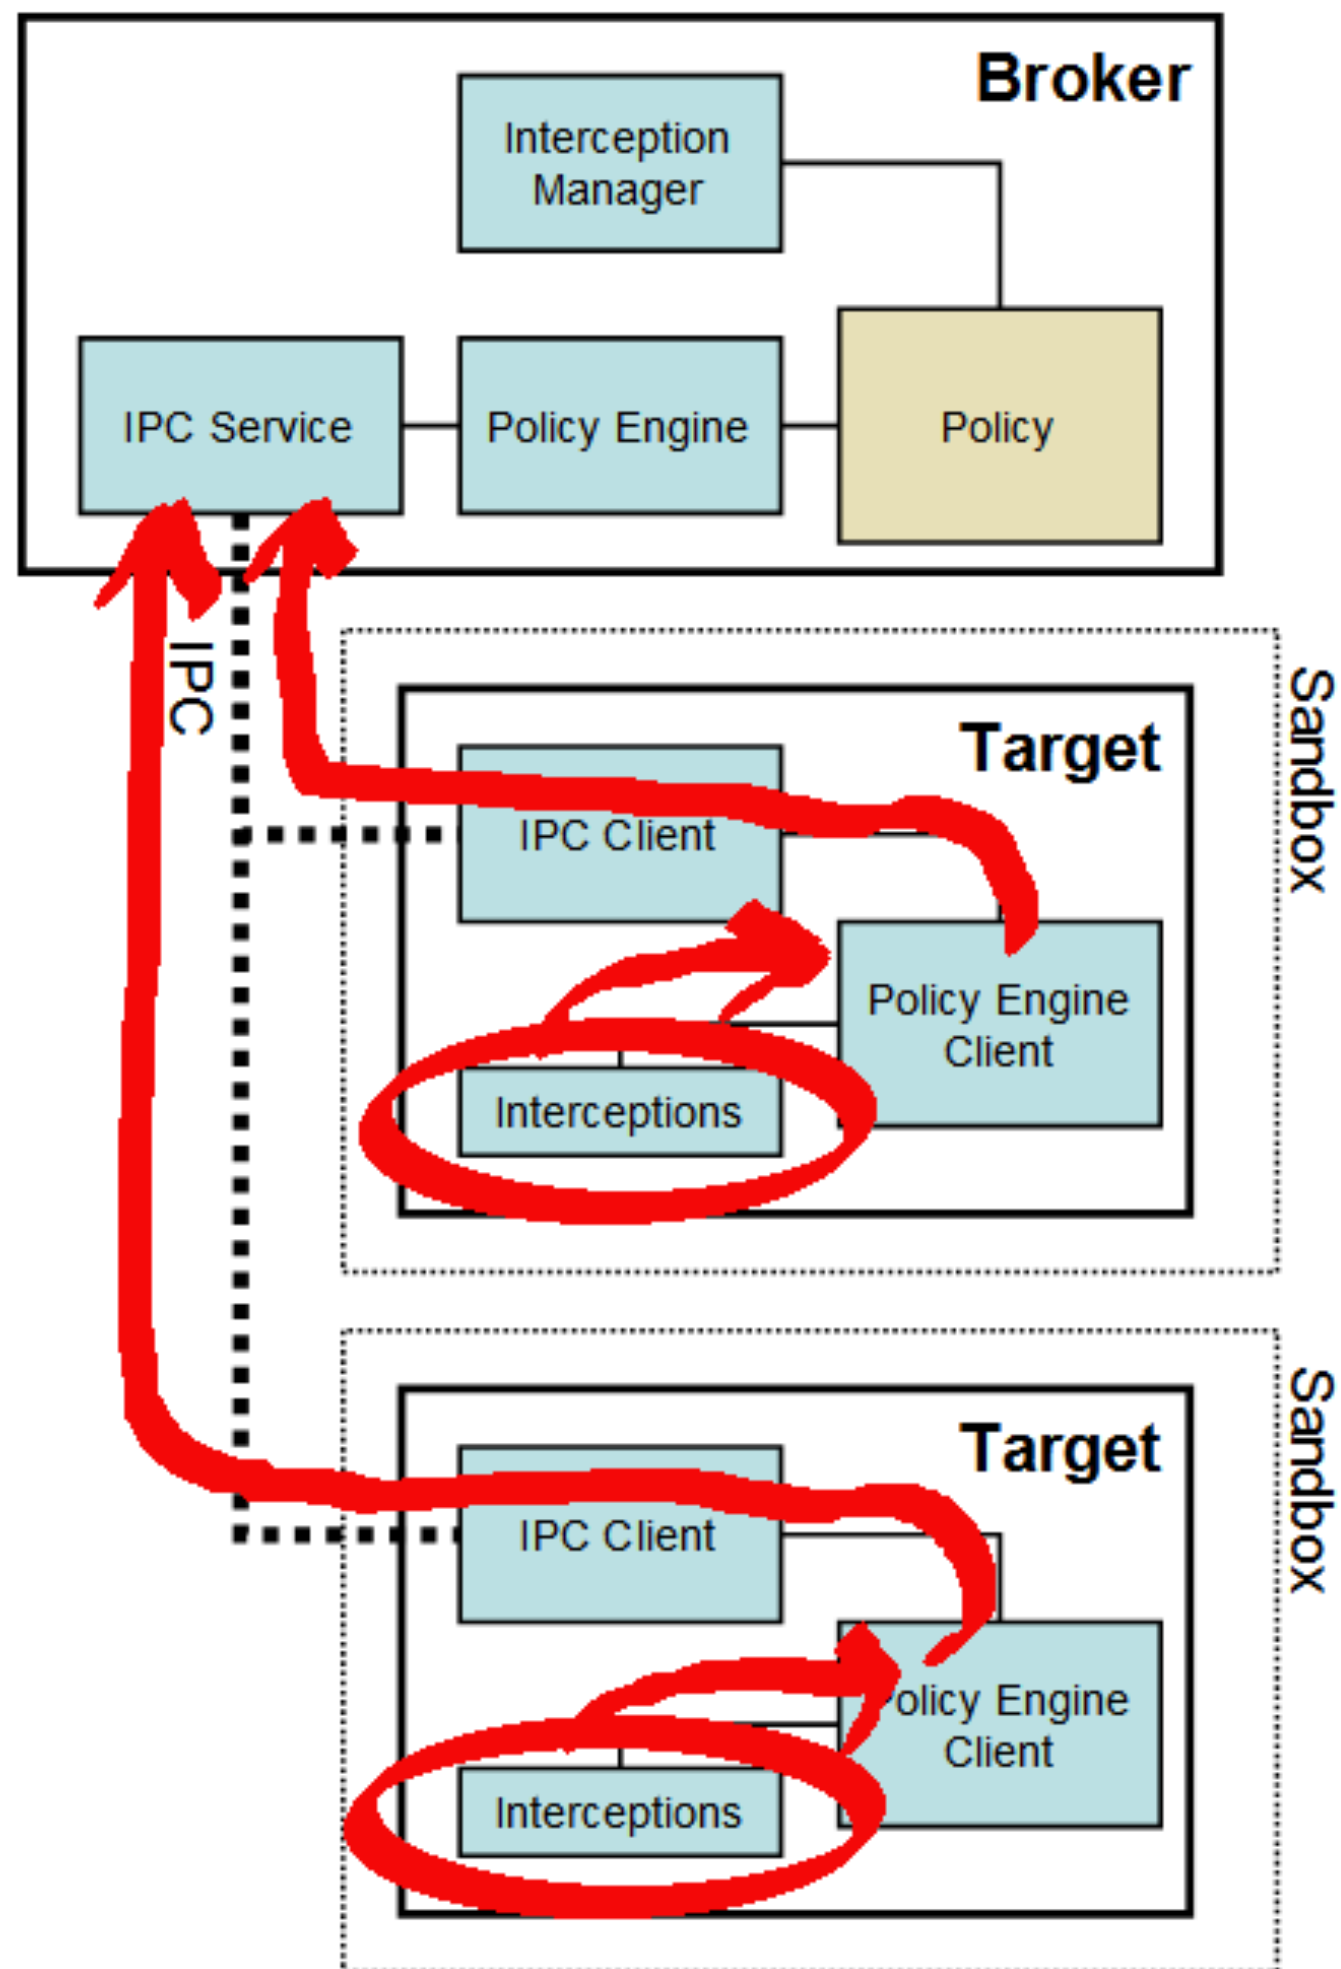 Broker
Interception
Manager
IPC Service
Policy Engine
Policy
IPC
Sandbox
Target
IPC Client
Policy Engine
Client
Interceptions
Sandbox
Target
IPC Client
olicy Engine
Client
Interceptions